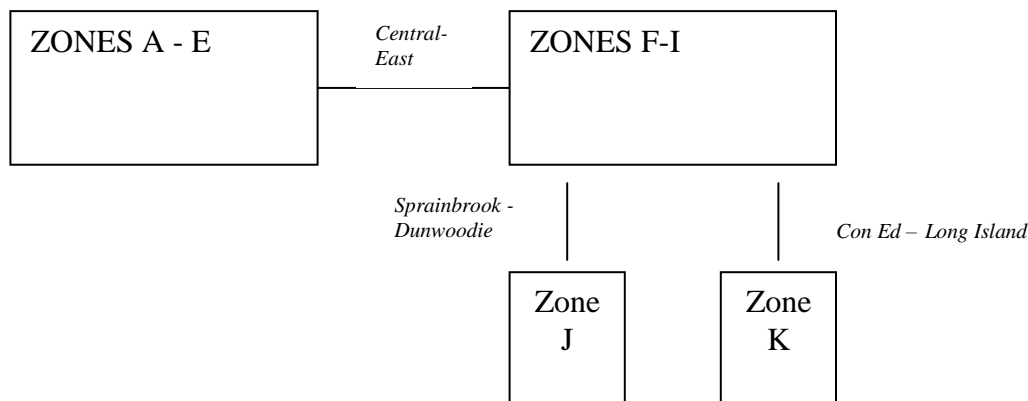 ZONES A - E
Central-
East
ZONES F-I
Sprainbrook -
Dunwoodie
Con Ed – Long Island
Zone
J
Zone
K